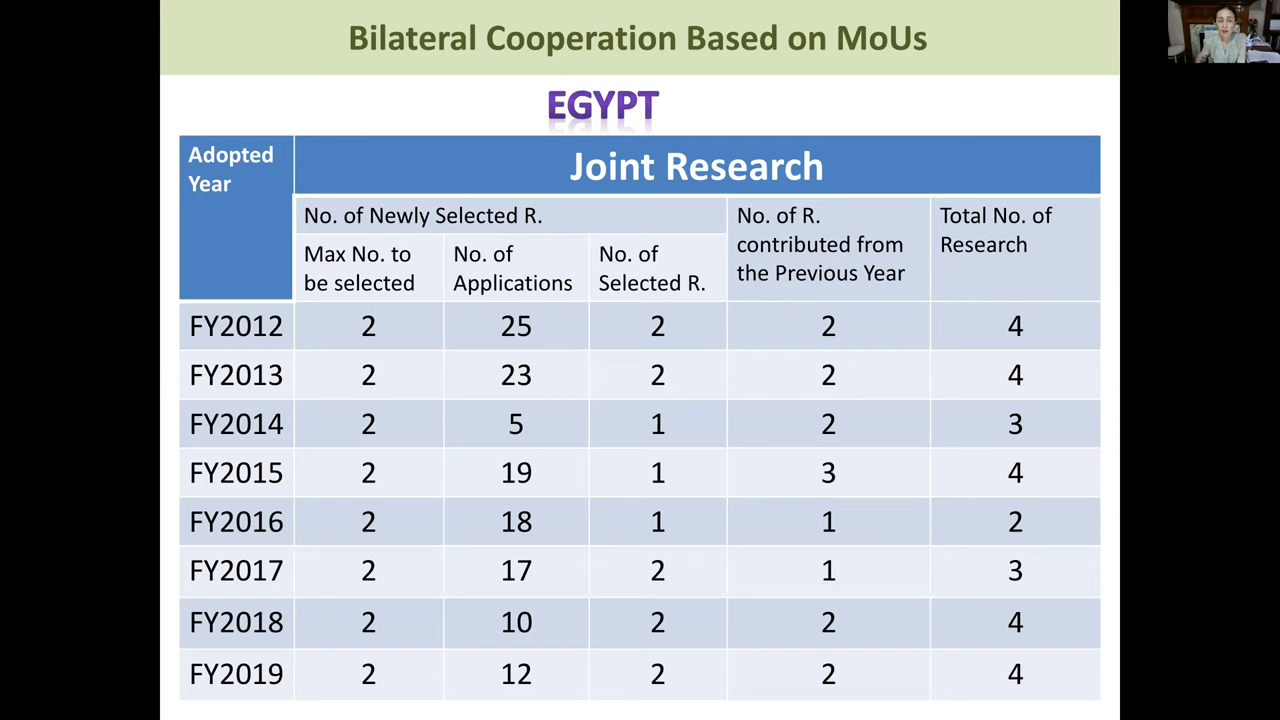 Bilateral Cooperation Based on MoUs
EGYPT
Adopted Year
Joint Research
No. of Newly Selected R.
No. of R. contributed from the Previous Year
Total No. of Research
Max No. to be selected
No. of Applications
No. of Selected R.
FY2012 2 25 2 2 4
FY2013 2 23 2 2 4
FY2014 2 5 1 2 3
FY2015 2 19 1 3 4
FY2016 2 18 1 1 2
FY2017 2 17 2 1 3
FY2018 2 10 2 2 4
FY2019 2 12 2 2 4